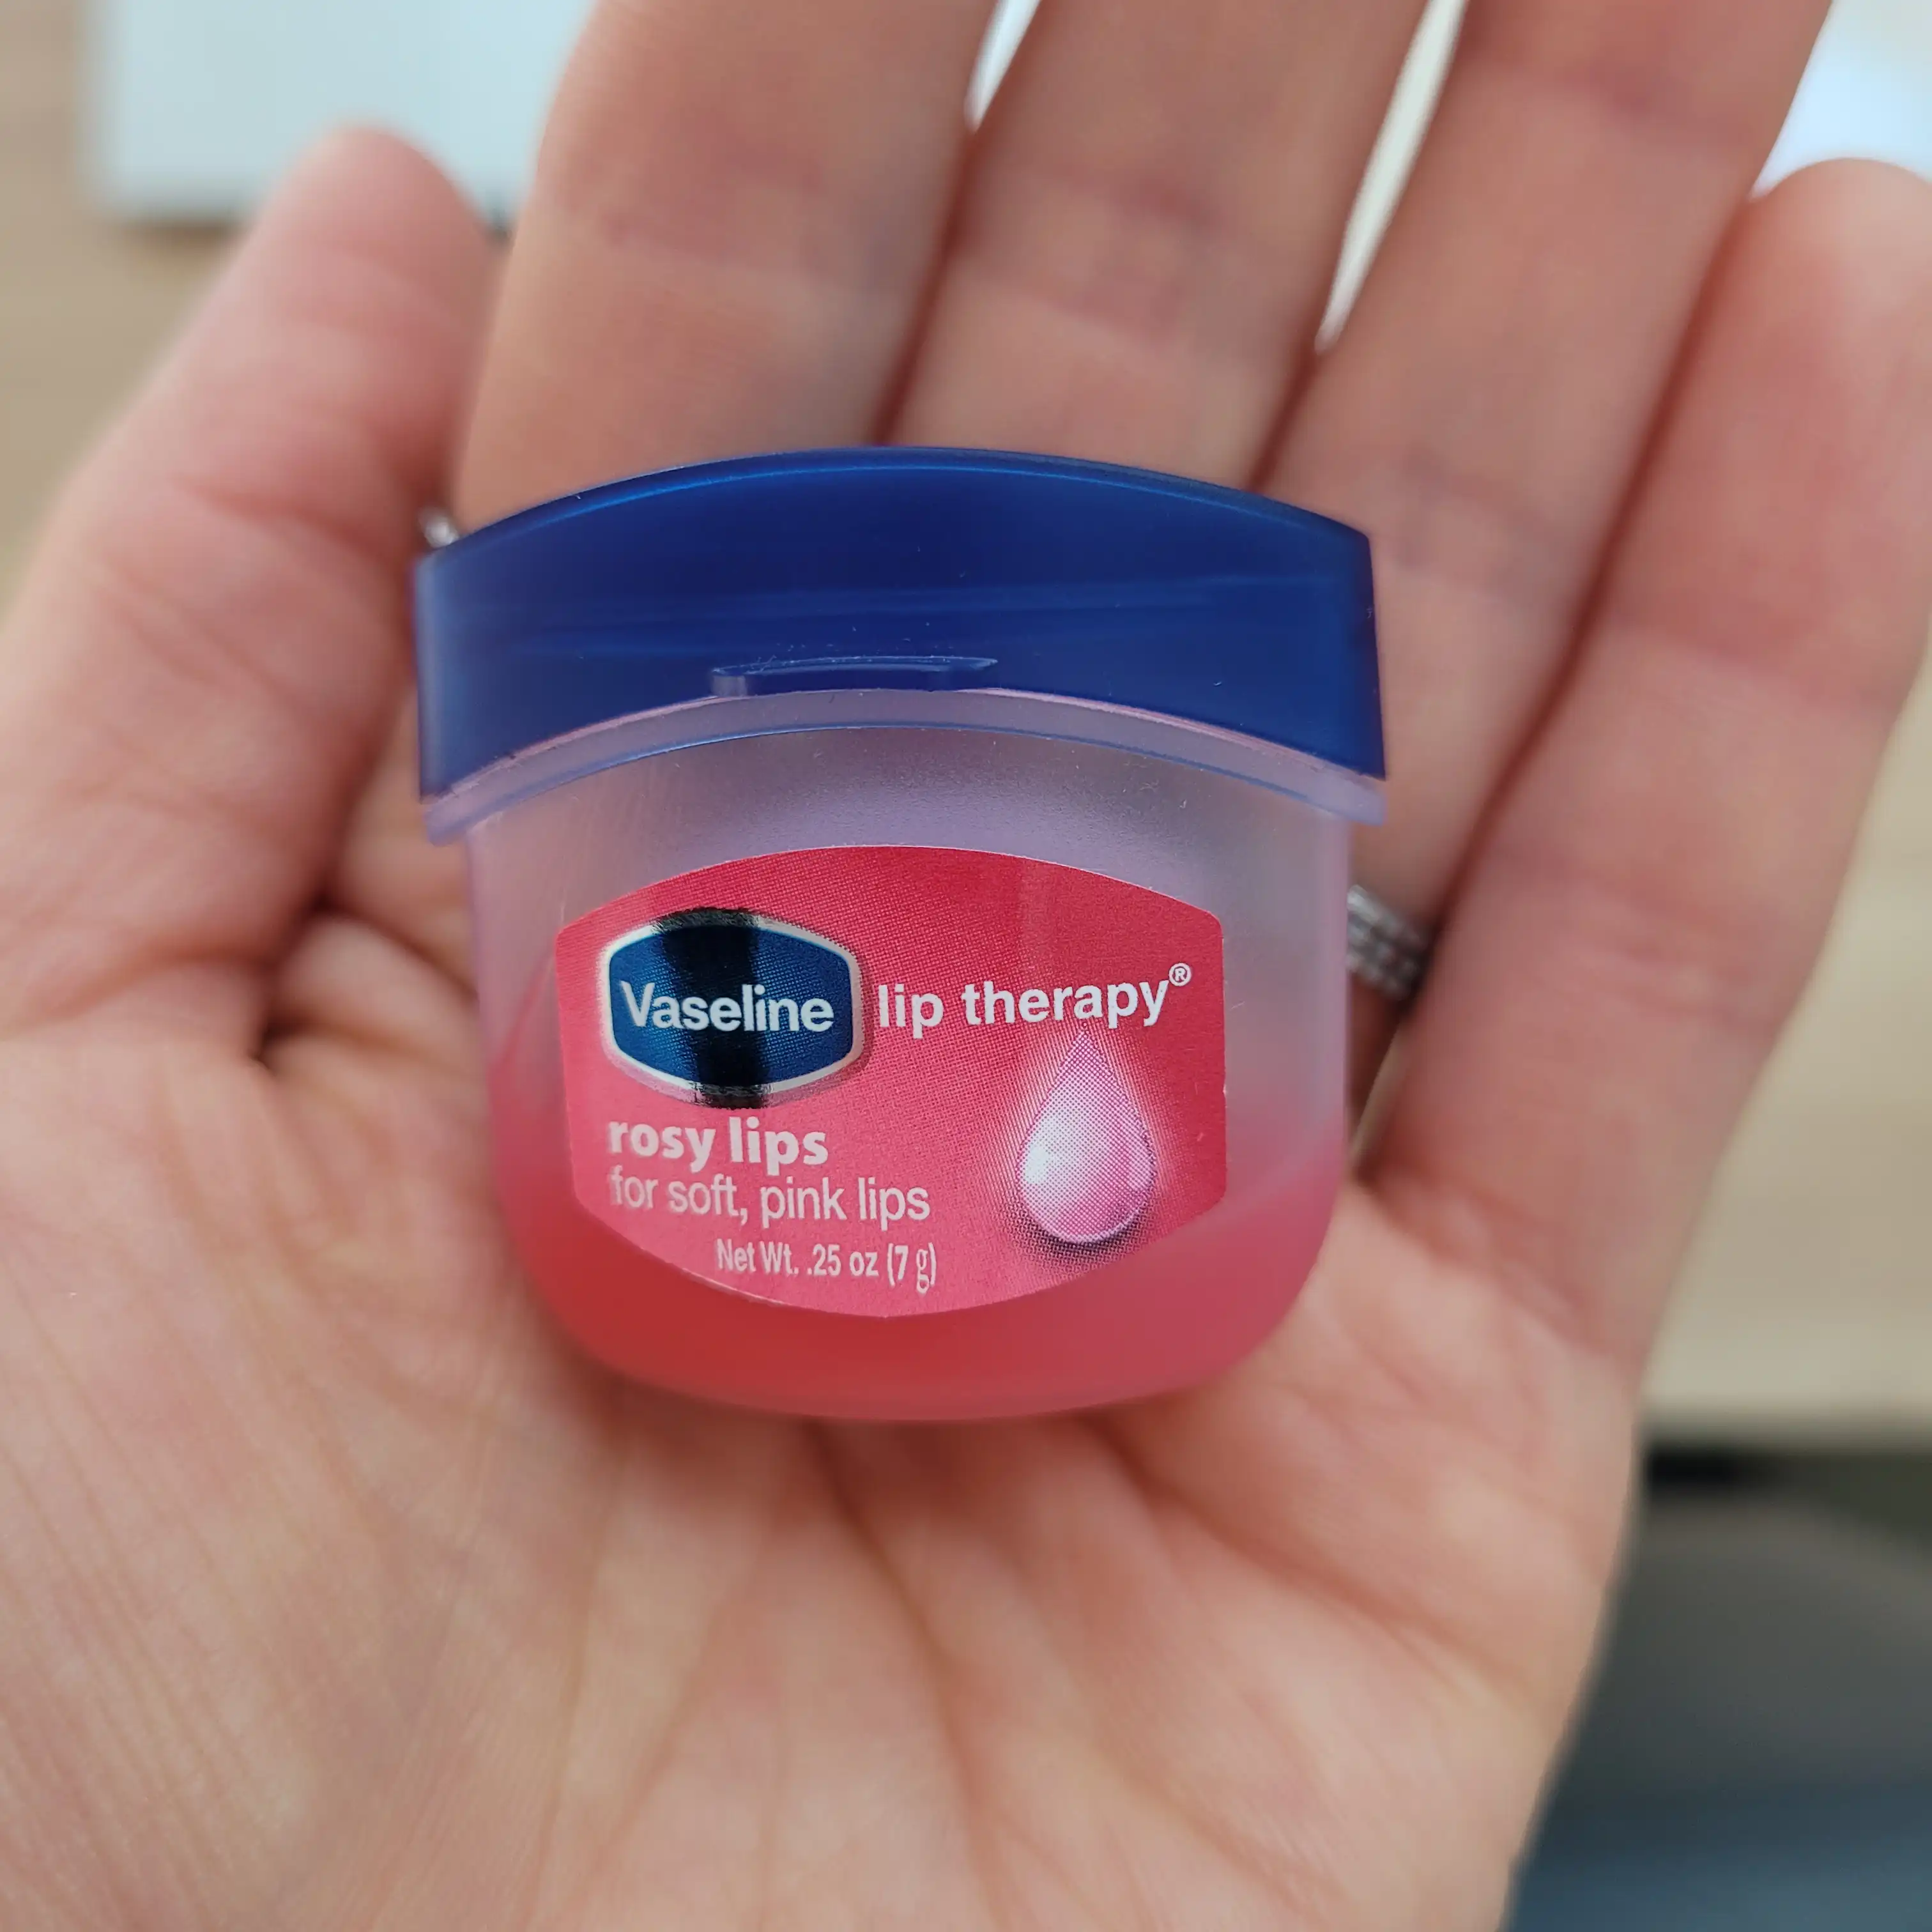 Vaseline lip therapy®
rosy lips
for soft, pink lips
Net Wt. .25 oz (7 g)